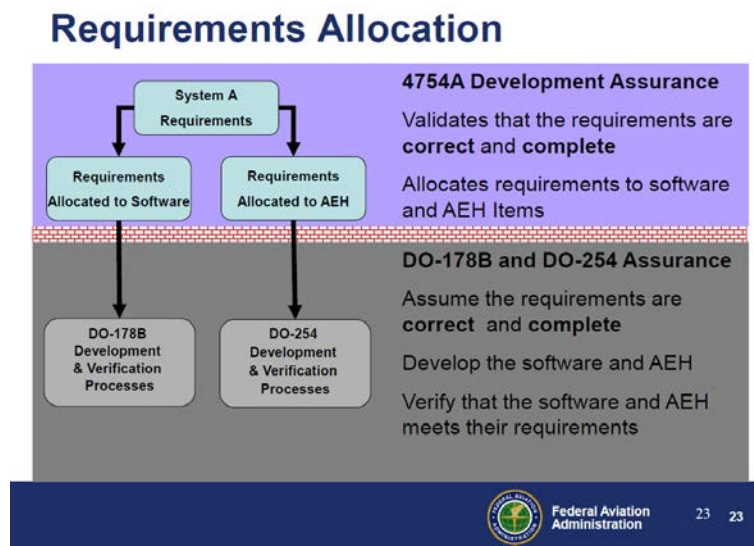 Requirements Allocation
System A
Requirements
Requirements
Allocated to Software
Requirements
Allocated to AEH
4754A Development Assurance
Validates that the requirements are
correct and complete
Allocates requirements to software
and AEH Items
DO-178B
Development
& Verification
Processes
DO-254
Development
& Verification
Processes
DO-178B and DO-254 Assurance
Assume the requirements are
correct and complete
Develop the software and AEH
Verify that the software and AEH
meets their requirements
Federal Aviation
Administration
23
23